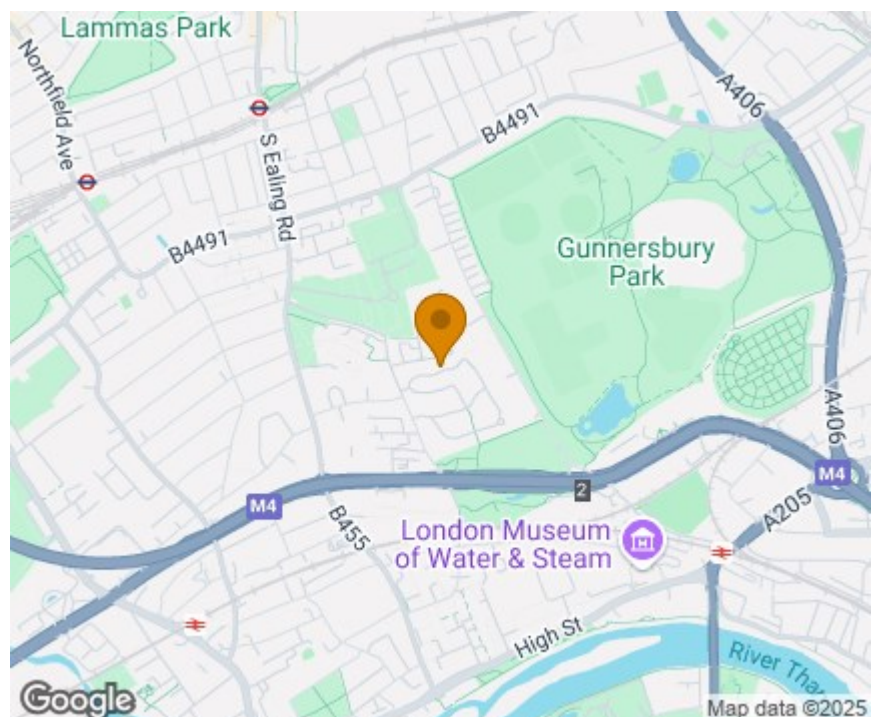 Lammas Park
Northfield Ave
S Ealing Rd
A406
B4491
B4491
Gunnersbury
Park
A406
M4
M4
2
A205
B455
London Museum
of Water & Steam
High St
River Tha
Google
Map data ©2025